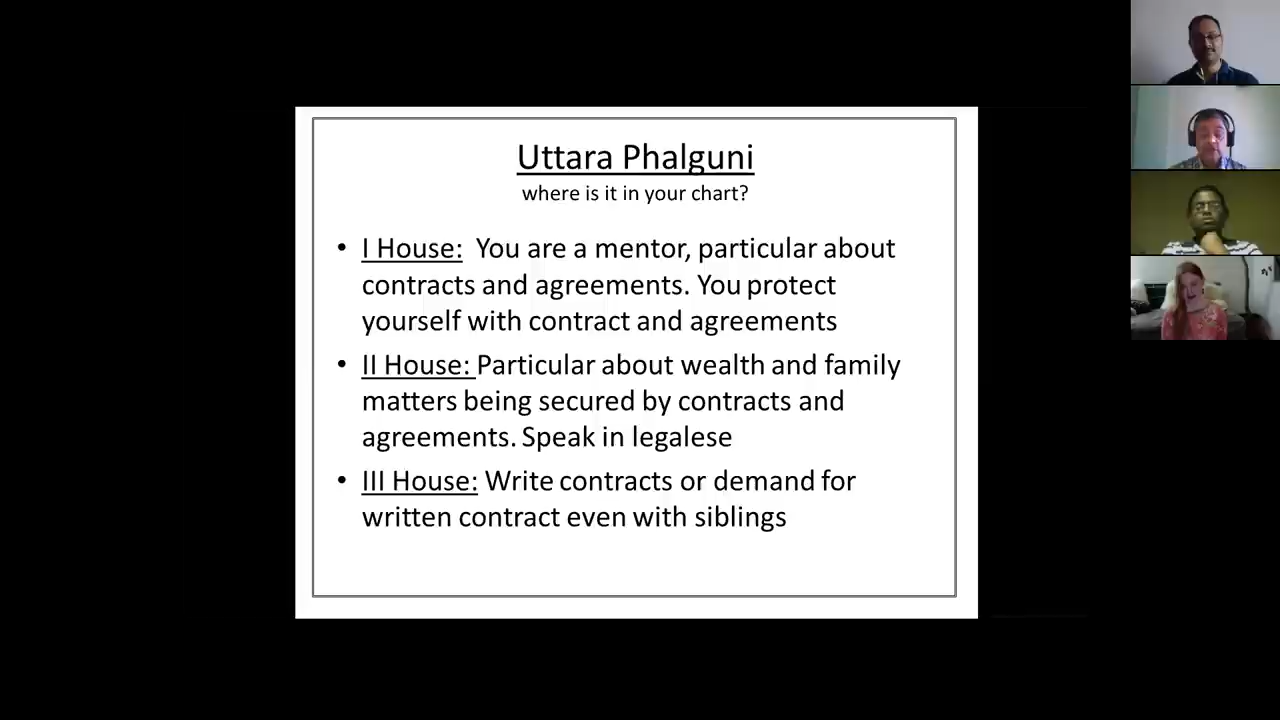 Uttara Phalguni
where is it in your chart?
• I House: You are a mentor, particular about
contracts and agreements. You protect
yourself with contract and agreements
• II House: Particular about wealth and family
matters being secured by contracts and
agreements. Speak in legalese
• III House: Write contracts or demand for
written contract even with siblings